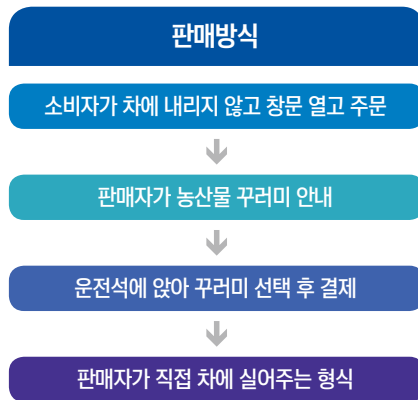 판매방식
소비자가 차에 내리지 않고 창문 열고 주문
판매자가 농산물 꾸러미 안내
운전석에 앉아 꾸러미 선택 후 결제
판매자가 직접 차에 실어주는 형식